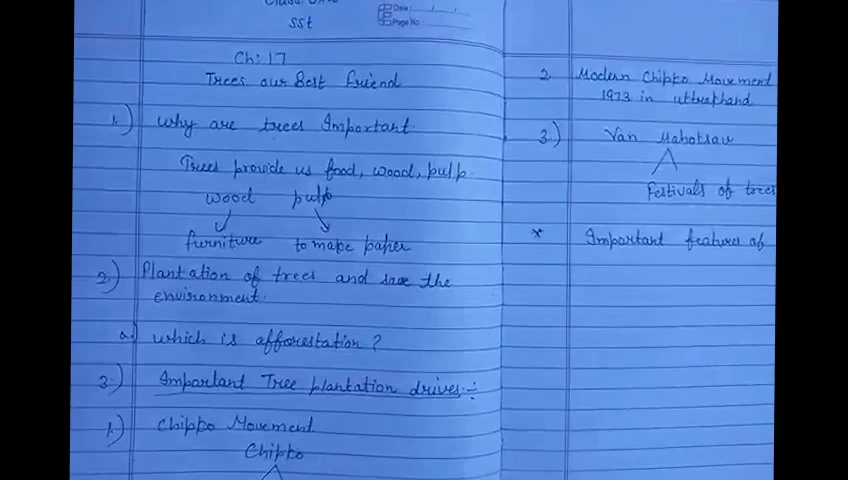 SSt
Date:
Page No
Ch: 17
Trees our Best Friend
1.) Why are trees Important
Trees provide us food, wood, pulp.
wood pulp
furniture to make paper
2.) Plantation of trees and save the
environment.
a.) which is afforestation?
3.) Important Tree plantation drives:-
1.) Chipko Movement
Chipko
2 Modern Chipko Movement
1973 in uttrakhand
3.) Van Mahotsav
Festivals of trees
* Important features of